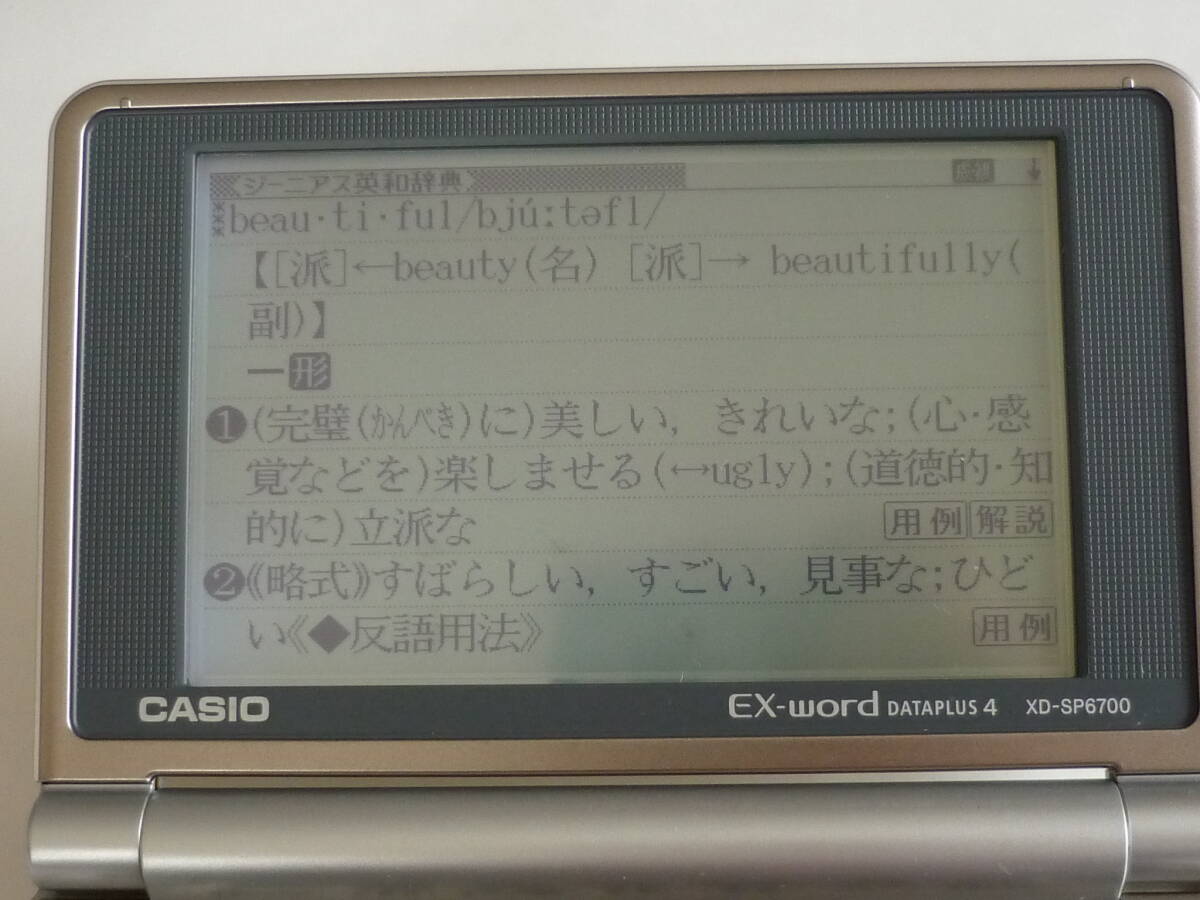 ジーニアス英和辞典
***beau·ti·ful/bjúːtəfl/
【[派]←beauty(名) [派]→ beautifully(
副)】
━形
❶(完璧(かんぺき)に)美しい, きれいな;(心·感
覚などを)楽しませる(↔ugly);(道徳的·知
的に)立派な 用例 解説
❷《略式》すばらしい, すごい, 見事な;ひど
い《◆反語用法》 用例
CASIO EX-word DATAPLUS 4 XD-SP6700